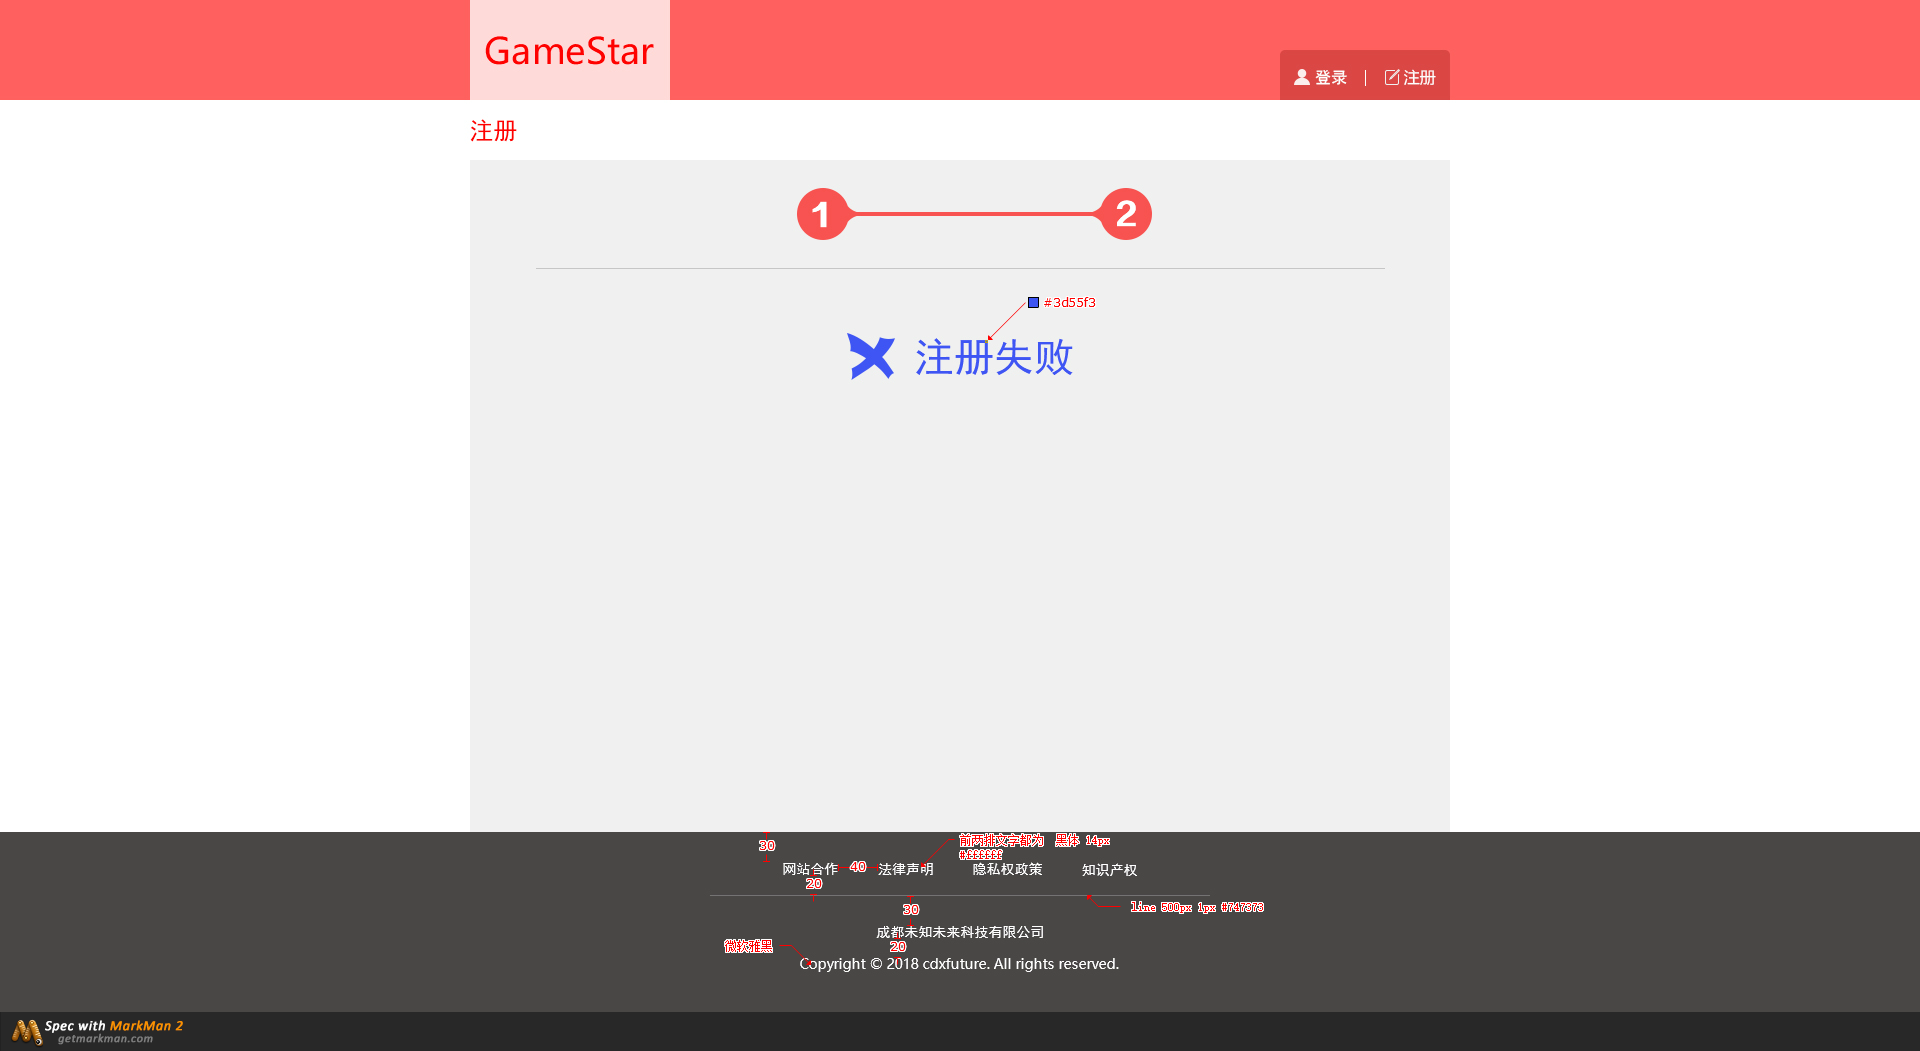 GameStar
登录 | 注册
注册
1 2
#3d55f3
注册失败
30
前两排文字都为 黑体 14px
#ffffff
网站合作 40 法律声明 隐私权政策 知识产权
20
30
line 500px 1px #747373
成都未知未来科技有限公司
微软雅黑
20
Copyright © 2018 cdxfuture. All rights reserved.
Spec with MarkMan 2
getmarkman.com